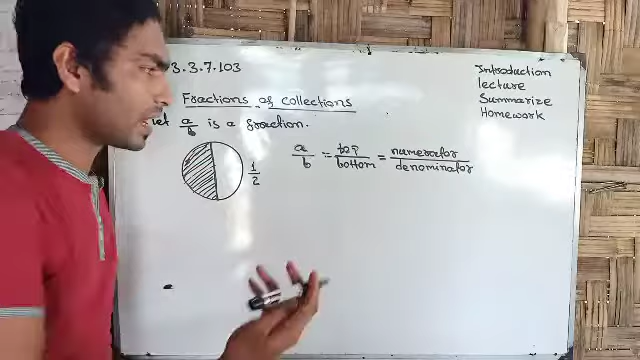 3.3.7.103
Introduction
lecture
Summarize
Homework
Fractions of collections
let a/b is a fraction.
a/b = top/bottom = numerator/denominator
1/2